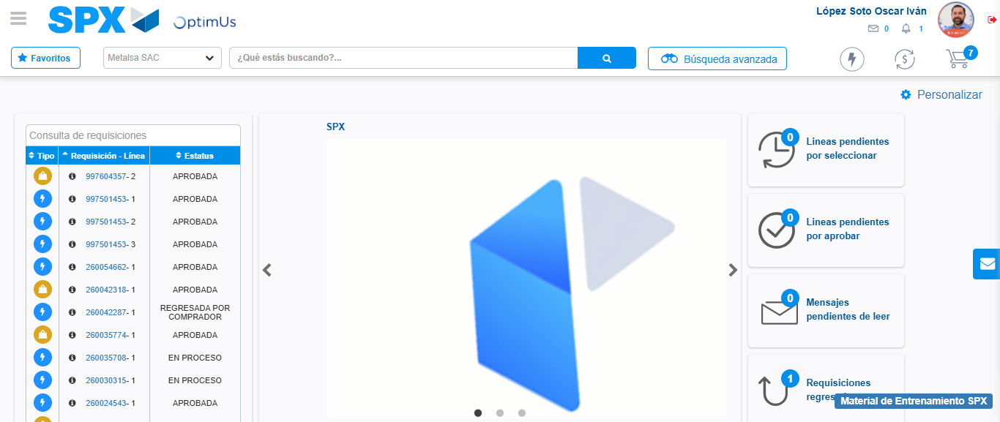 SPX OptimUs
López Soto Oscar Iván
0 1
Favoritos
Metalsa SAC
¿Qué estás buscando?...
Búsqueda avanzada
$
7
Personalizar
Consulta de requisiciones
Tipo Requisición - Línea Estatus
997604357- 2 APROBADA
997501453- 1 APROBADA
997501453- 2 APROBADA
997501453- 3 APROBADA
260054662- 1 APROBADA
260042318- 1 APROBADA
260042287- 1 REGRESADA POR
COMPRADOR
260035774- 1 APROBADA
260035708- 1 EN PROCESO
260030315- 1 EN PROCESO
260024543- 1 APROBADA
SPX
0
Lineas pendientes
por seleccionar
0
Lineas pendientes
por aprobar
0
Mensajes
pendientes de leer
1
Requisiciones
Material de Entrenamiento SPX